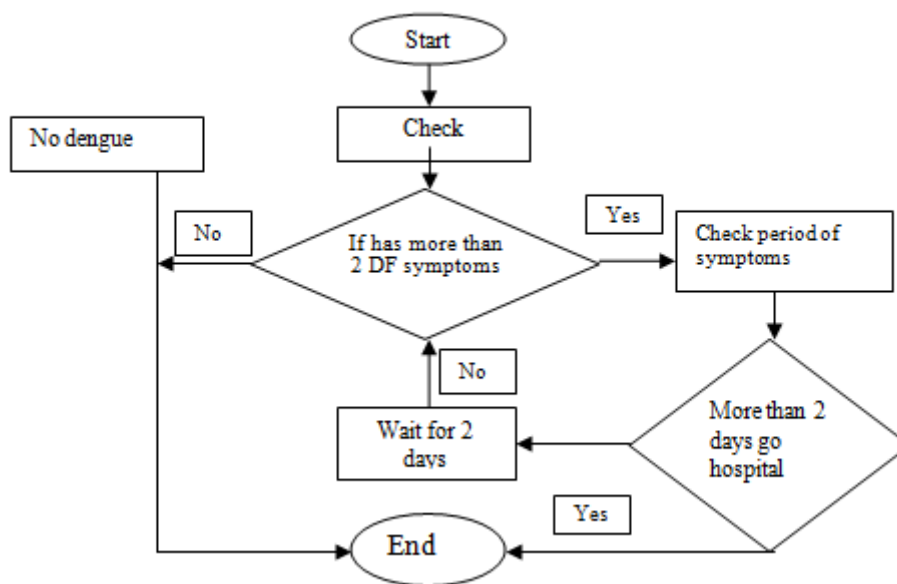 Start
Check
No dengue
No
If has more than
2 DF symptoms
Yes
Check period of
symptoms
No
Wait for 2
days
More than 2
days go
hospital
Yes
End